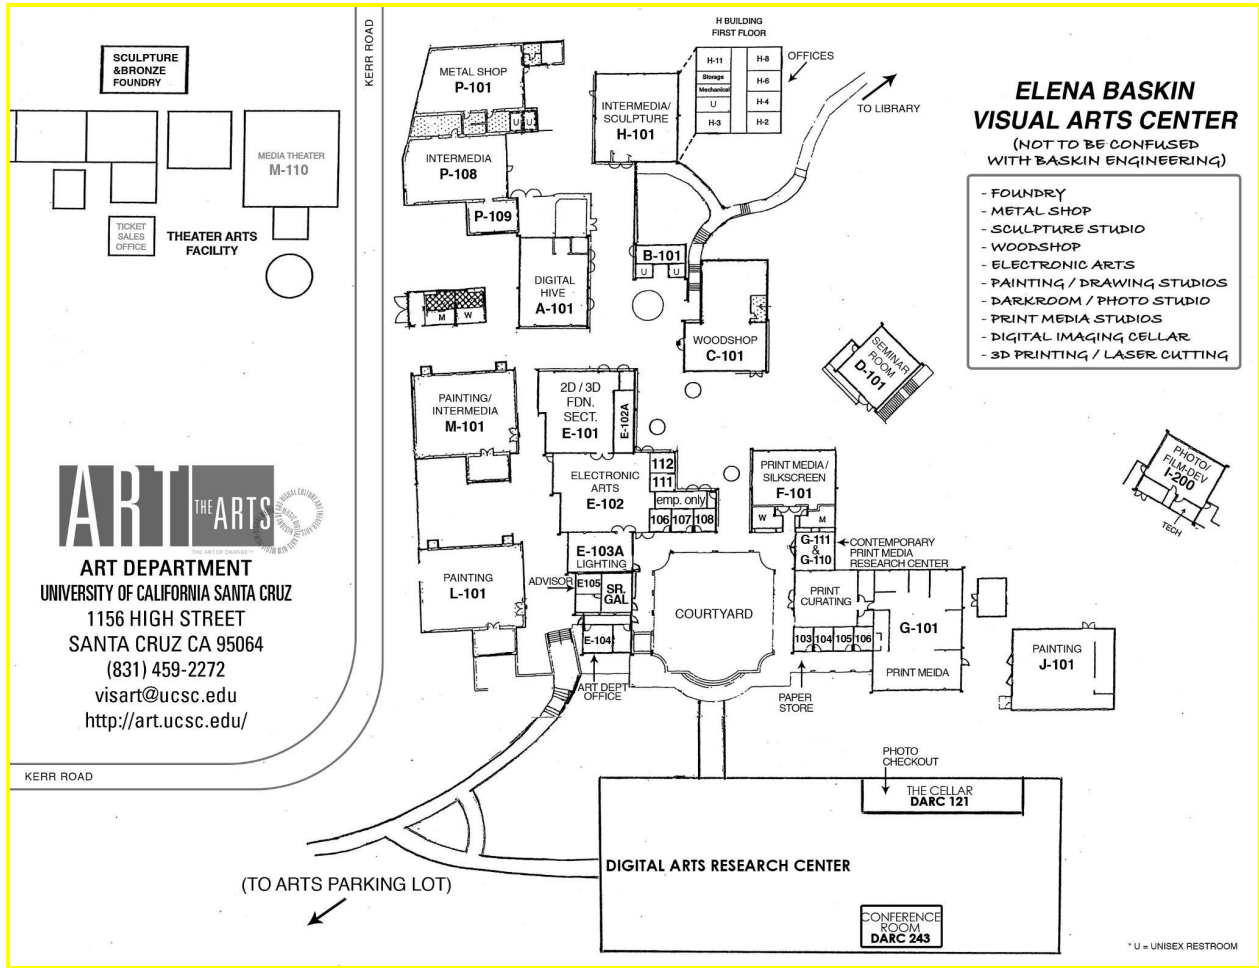 SCULPTURE
&BRONZE
FOUNDRY
MEDIA THEATER
M-110
TICKET
SALES
OFFICE
THEATER ARTS
FACILITY
KERR ROAD
METAL SHOP
P-101
U U
INTERMEDIA
P-108
P-109
DIGITAL
HIVE
A-101
M W
INTERMEDIA/
SCULPTURE
H-101
H BUILDING
FIRST FLOOR
H-11 H-8
Storage H-6
Mechanical
U H-4
H-3 H-2
OFFICES
TO LIBRARY
B-101
U U
WOODSHOP
C-101
SEMINAR
ROOM
D-101
ELENA BASKIN
VISUAL ARTS CENTER
(NOT TO BE CONFUSED
WITH BASKIN ENGINEERING)
- FOUNDRY
- METAL SHOP
- SCULPTURE STUDIO
- WOODSHOP
- ELECTRONIC ARTS
- PAINTING / DRAWING STUDIOS
- DARKROOM / PHOTO STUDIO
- PRINT MEDIA STUDIOS
- DIGITAL IMAGING CELLAR
- 3D PRINTING / LASER CUTTING
PAINTING/
INTERMEDIA
M-101
2D / 3D
FDN.
SECT.
E-101
E-102A
ELECTRONIC
ARTS
E-102
112
111
emp. only
106 107 108
PRINT MEDIA /
SILKSCREEN
F-101
W M
PHOTO/
FILM-DEV
I-200
TECH
G-111
&
G-110
CONTEMPORARY
PRINT MEDIA
RESEARCH CENTER
E-103A
LIGHTING
ADVISOR
E105
SR.
GAL
E-104
ART DEPT
OFFICE
PAINTING
L-101
COURTYARD
PRINT
CURATING
103 104 105 106
G-101
PRINT MEIDA
PAPER
STORE
PAINTING
J-101
ART THE ARTS
THE ART OF CHANGE
ART DEPARTMENT
UNIVERSITY OF CALIFORNIA SANTA CRUZ
1156 HIGH STREET
SANTA CRUZ CA 95064
(831) 459-2272
visart@ucsc.edu
http://art.ucsc.edu/
KERR ROAD
PHOTO
CHECKOUT
THE CELLAR
DARC 121
DIGITAL ARTS RESEARCH CENTER
CONFERENCE
ROOM
DARC 243
(TO ARTS PARKING LOT)
* U = UNISEX RESTROOM